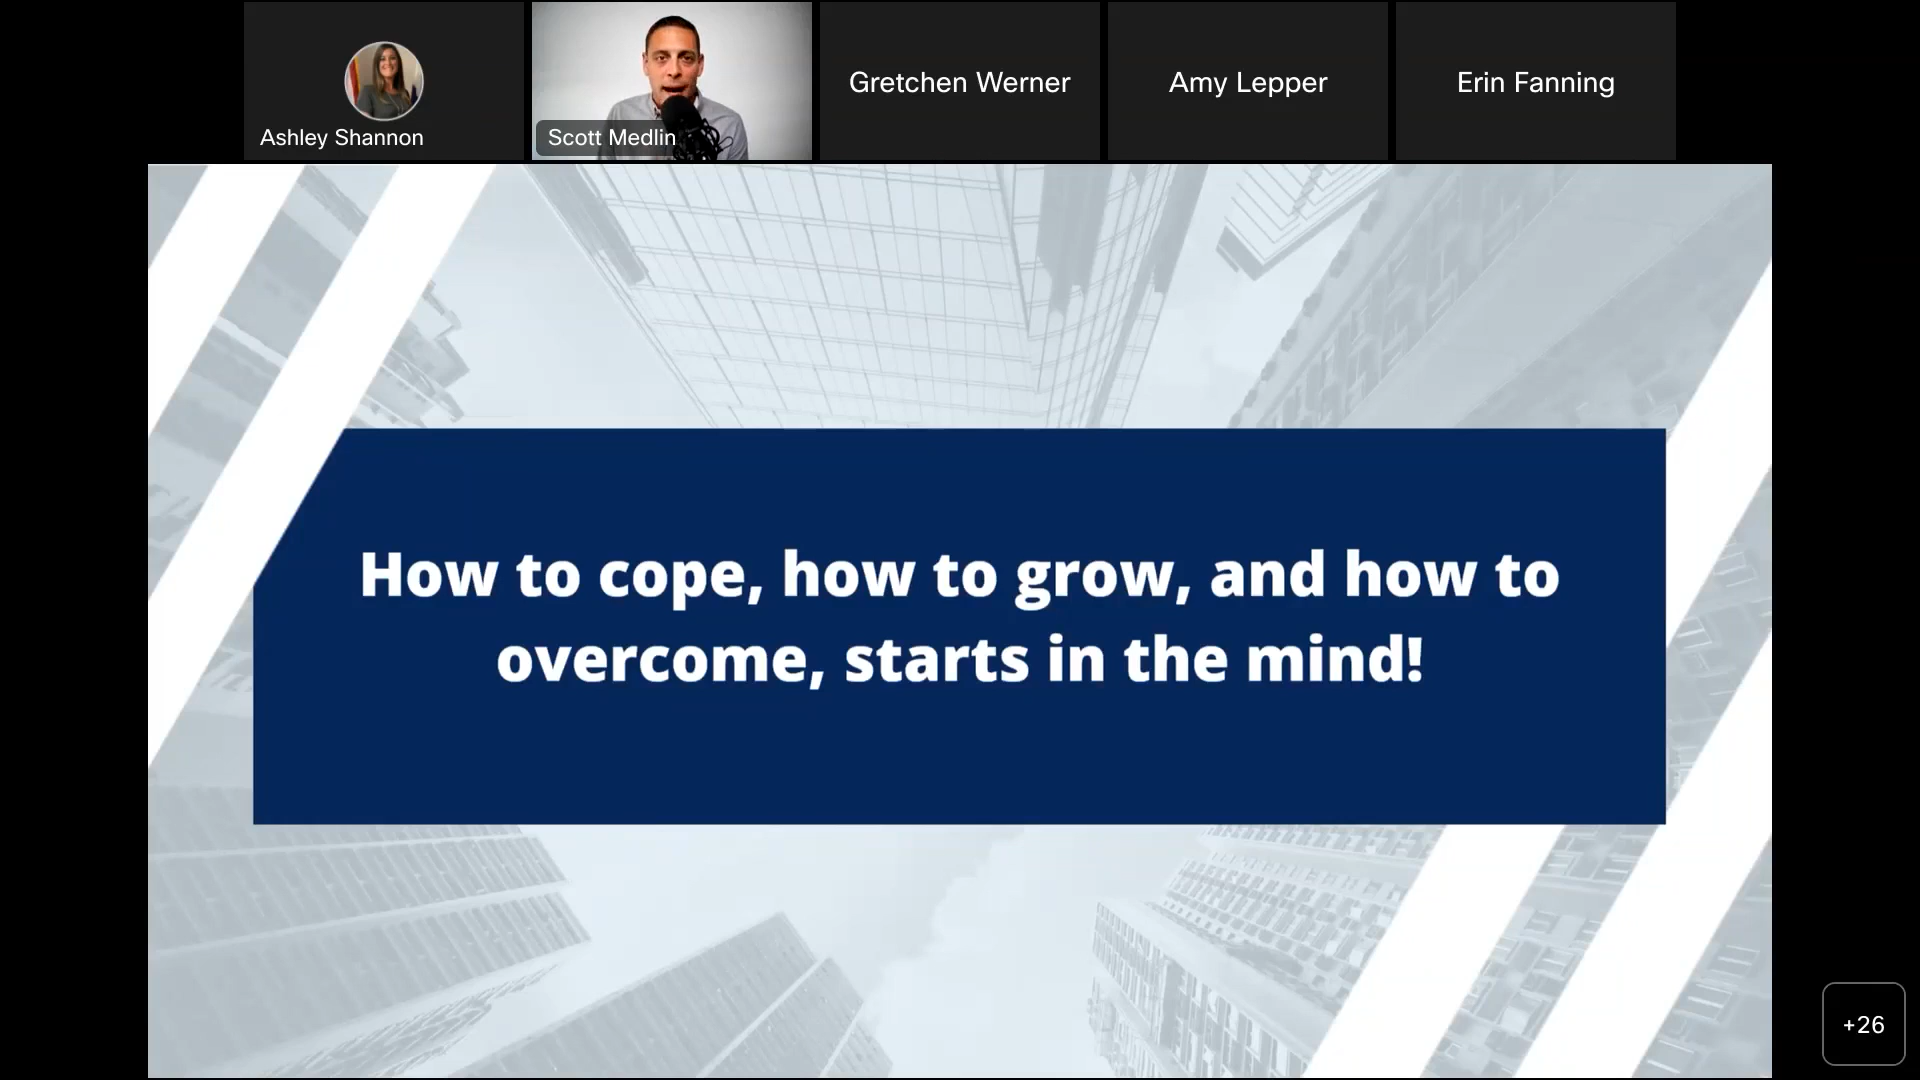 Ashley Shannon
Scott Medlin
Gretchen Werner
Amy Lepper
Erin Fanning
How to cope, how to grow, and how to
overcome, starts in the mind!
+26